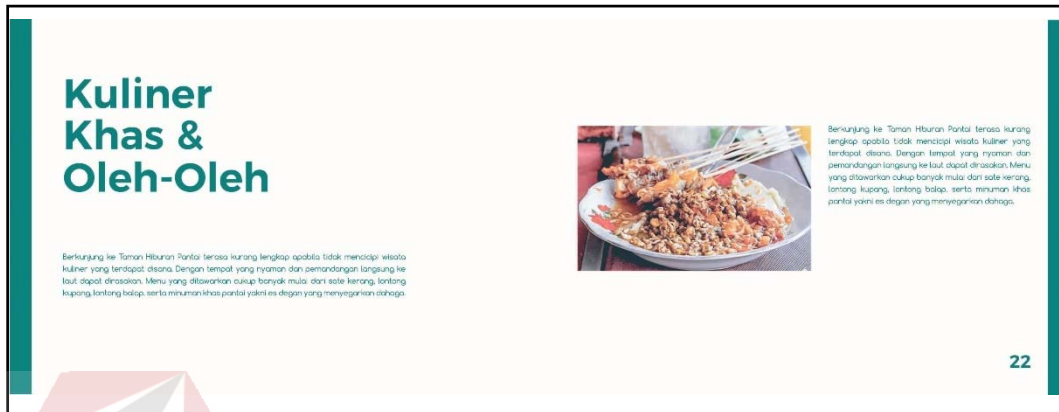 Kuliner
Khas &
Oleh-Oleh
Berkunjung ke Taman Hiburan Pantai terasa kurang lengkap apabila tidak mencicipi wisata
kuliner yang terdapat disana. Dengan tempat yang nyaman dan pemandangan langsung ke
laut dapat dirasakan. Menu yang ditawarkan cukup banyak mulai dari sate kerang, lontong
kupang, lontong balap, serta minuman khas pantai yakni es degan yang menyegarkan dahaga.
Berkunjung ke Taman Hiburan Pantai terasa kurang
lengkap apabila tidak mencicipi wisata kuliner yang
terdapat disana. Dengan tempat yang nyaman dan
pemandangan langsung ke laut dapat dirasakan. Menu
yang ditawarkan cukup banyak mulai dari sate kerang,
lontong kupang, lontong balap, serta minuman khas
pantai yakni es degan yang menyegarkan dahaga.
22